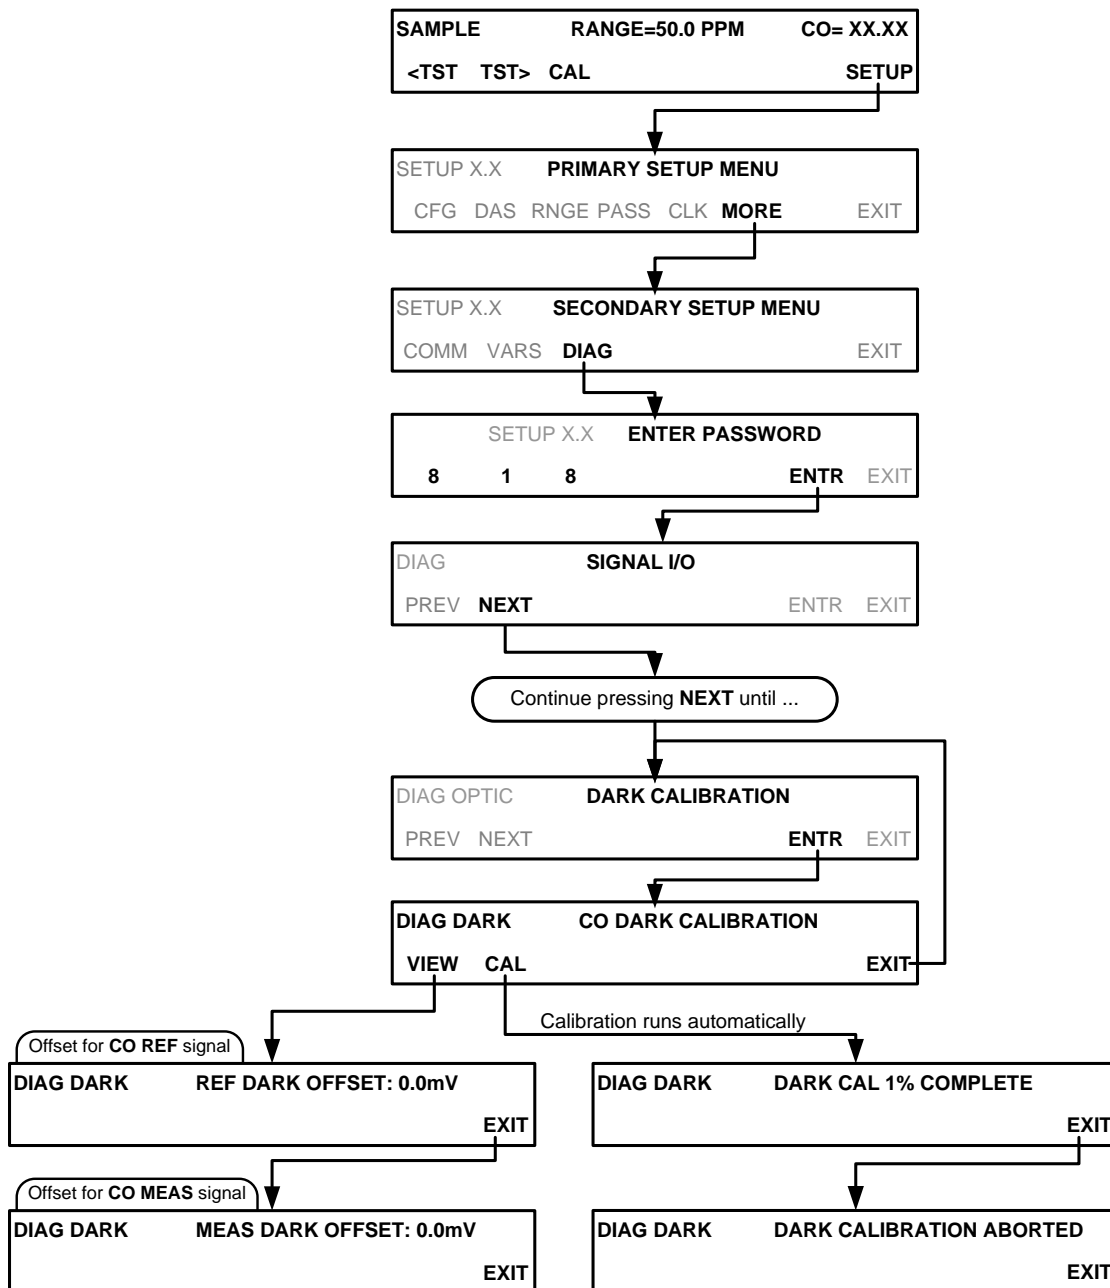 SAMPLE RANGE=50.0 PPM CO= XX.XX
<TST TST> CAL SETUP
SETUP X.X PRIMARY SETUP MENU
CFG DAS RNGE PASS CLK MORE EXIT
SETUP X.X SECONDARY SETUP MENU
COMM VARS DIAG EXIT
SETUP X.X ENTER PASSWORD
8 1 8 ENTR EXIT
DIAG SIGNAL I/O
PREV NEXT ENTR EXIT
Continue pressing NEXT until ...
DIAG OPTIC DARK CALIBRATION
PREV NEXT ENTR EXIT
DIAG DARK CO DARK CALIBRATION
VIEW CAL EXIT
Calibration runs automatically
Offset for CO REF signal
DIAG DARK REF DARK OFFSET: 0.0mV
EXIT
DIAG DARK DARK CAL 1% COMPLETE
EXIT
Offset for CO MEAS signal
DIAG DARK MEAS DARK OFFSET: 0.0mV
EXIT
DIAG DARK DARK CALIBRATION ABORTED
EXIT